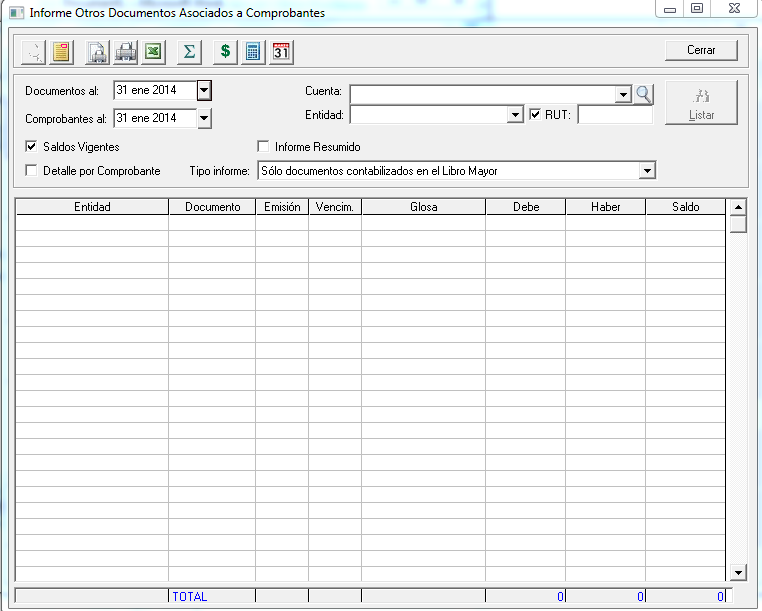 Informe Otros Documentos Asociados a Comprobantes
Σ $ 31
Cerrar
Documentos al: 31 ene 2014 Cuenta:
Comprobantes al: 31 ene 2014 Entidad: RUT:
Listar
Saldos Vigentes Informe Resumido
Detalle por Comprobante Tipo informe: Sólo documentos contabilizados en el Libro Mayor
Entidad Documento Emisión Vencim. Glosa Debe Haber Saldo
TOTAL 0 0 0